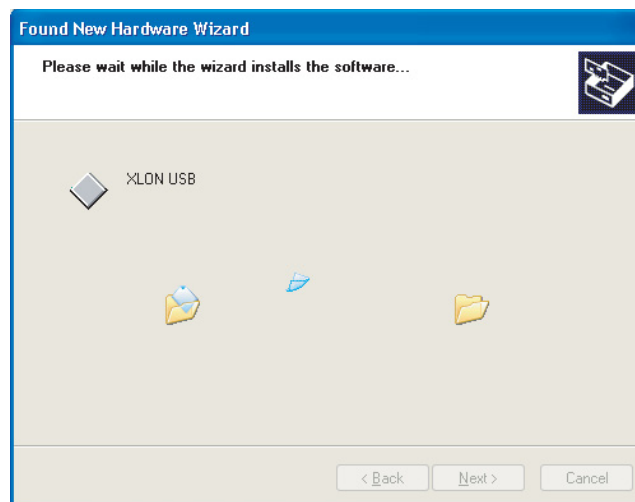 Found New Hardware Wizard
Please wait while the wizard installs the software...
XLON USB
< Back Next > Cancel